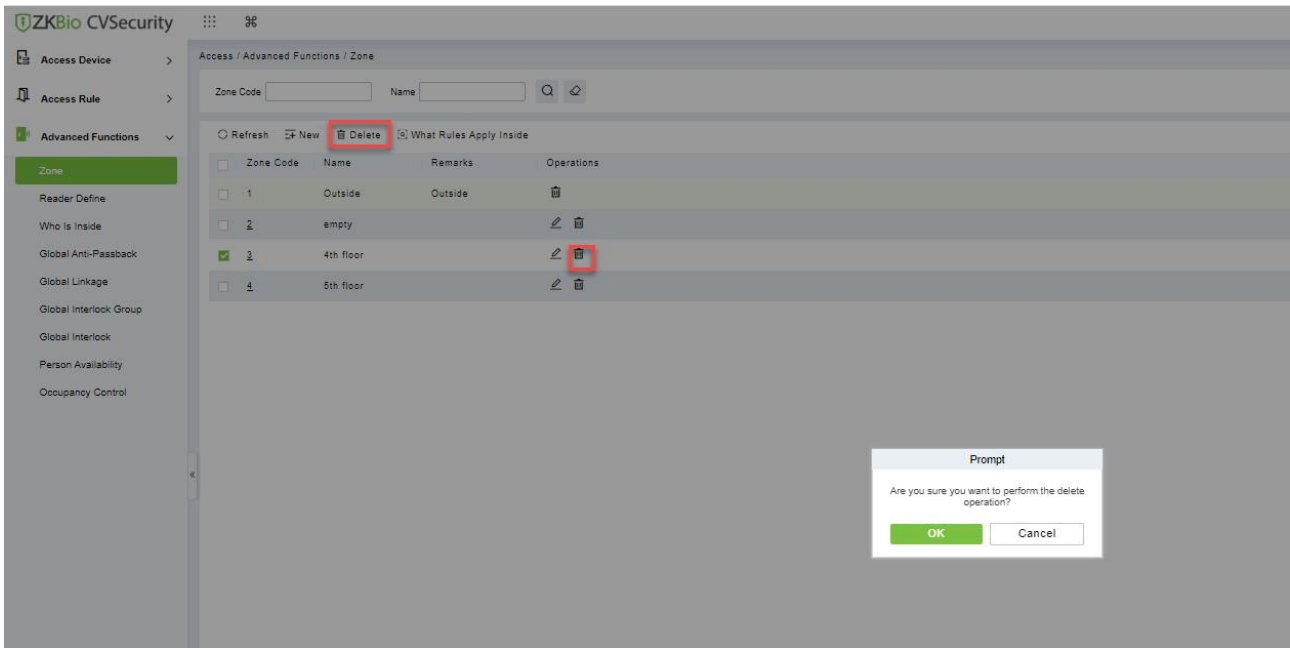 ZKBio CVSecurity
Access Device
Access Rule
Advanced Functions
Zone
Reader Define
Who Is Inside
Global Anti-Passback
Global Linkage
Global Interlock Group
Global Interlock
Person Availability
Occupancy Control
Access / Advanced Functions / Zone
Zone Code Name
Refresh New Delete What Rules Apply Inside
Zone Code Name Remarks Operations
1 Outside Outside
2 empty
3 4th floor
4 5th floor
Prompt
Are you sure you want to perform the delete
operation?
OK Cancel